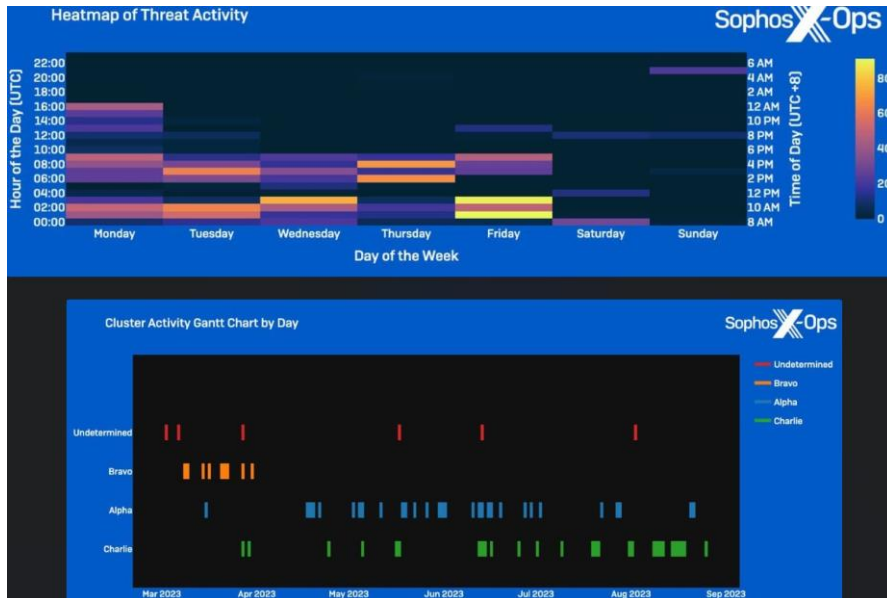 Heatmap of Threat Activity
Sophos X-Ops
Hour of the Day (UTC)
22:00
20:00
18:00
16:00
14:00
12:00
10:00
08:00
06:00
04:00
02:00
00:00
6 AM
4 AM
2 AM
12 AM
10 PM
8 PM
6 PM
4 PM
2 PM
12 PM
10 AM
8 AM
Time of Day (UTC +8)
80
60
40
20
0
Monday Tuesday Wednesday Thursday Friday Saturday Sunday
Day of the Week
Cluster Activity Gantt Chart by Day
Sophos X-Ops
Undetermined
Bravo
Alpha
Charlie
Undetermined
Bravo
Alpha
Charlie
Mar 2023 Apr 2023 May 2023 Jun 2023 Jul 2023 Aug 2023 Sep 2023